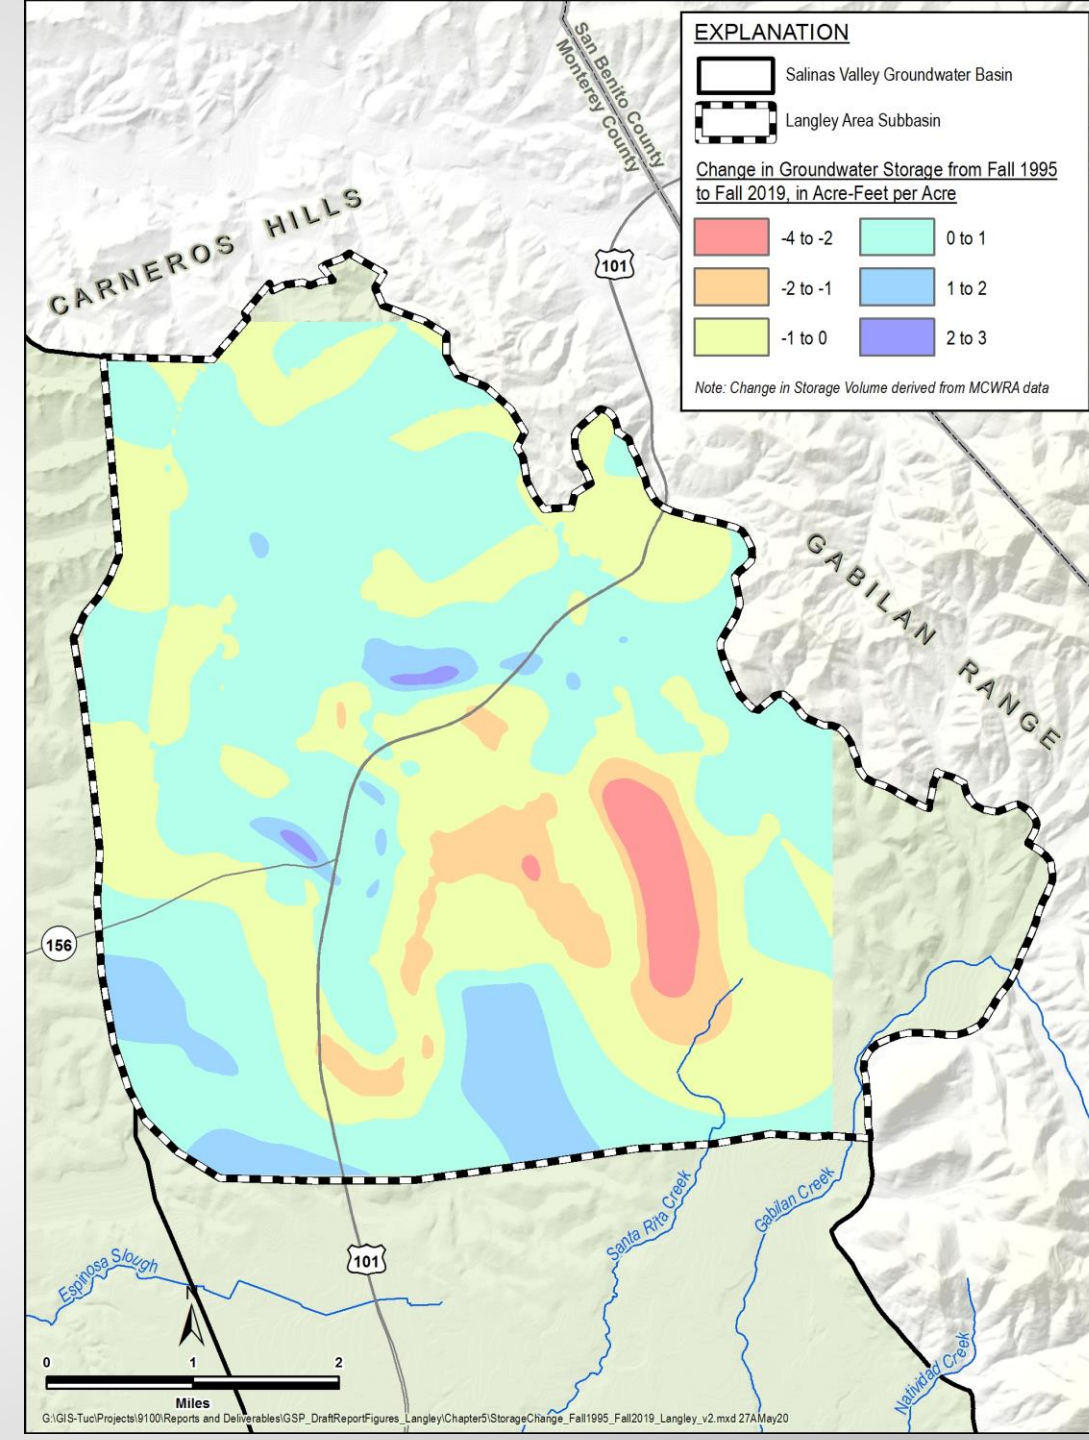 EXPLANATION
Salinas Valley Groundwater Basin
Langley Area Subbasin
Change in Groundwater Storage from Fall 1995
to Fall 2019, in Acre-Feet per Acre
-4 to -2
0 to 1
-2 to -1
1 to 2
-1 to 0
2 to 3
Note: Change in Storage Volume derived from MCWRA data
San Benito County
Monterey County
CARNEROS HILLS
101
GABILAN RANGE
156
Santa Rita Creek
Gabilan Creek
101
Espinosa Slough
N
Natividad Creek
0 1 2
Miles
G:\GIS-Tuc\Projects\9100\Reports and Deliverables\GSP_DraftReportFigures_Langley\Chapter5\StorageChange_Fall1995_Fall2019_Langley_v2.mxd 27AMay20